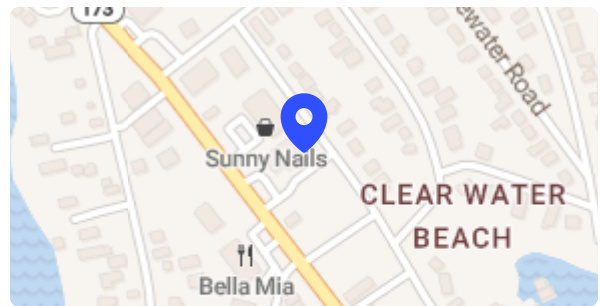 173
ewater Road
Sunny Nails
CLEAR WATER
BEACH
Bella Mia